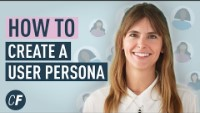 HOW TO
CREATE A
USER PERSONA
CF